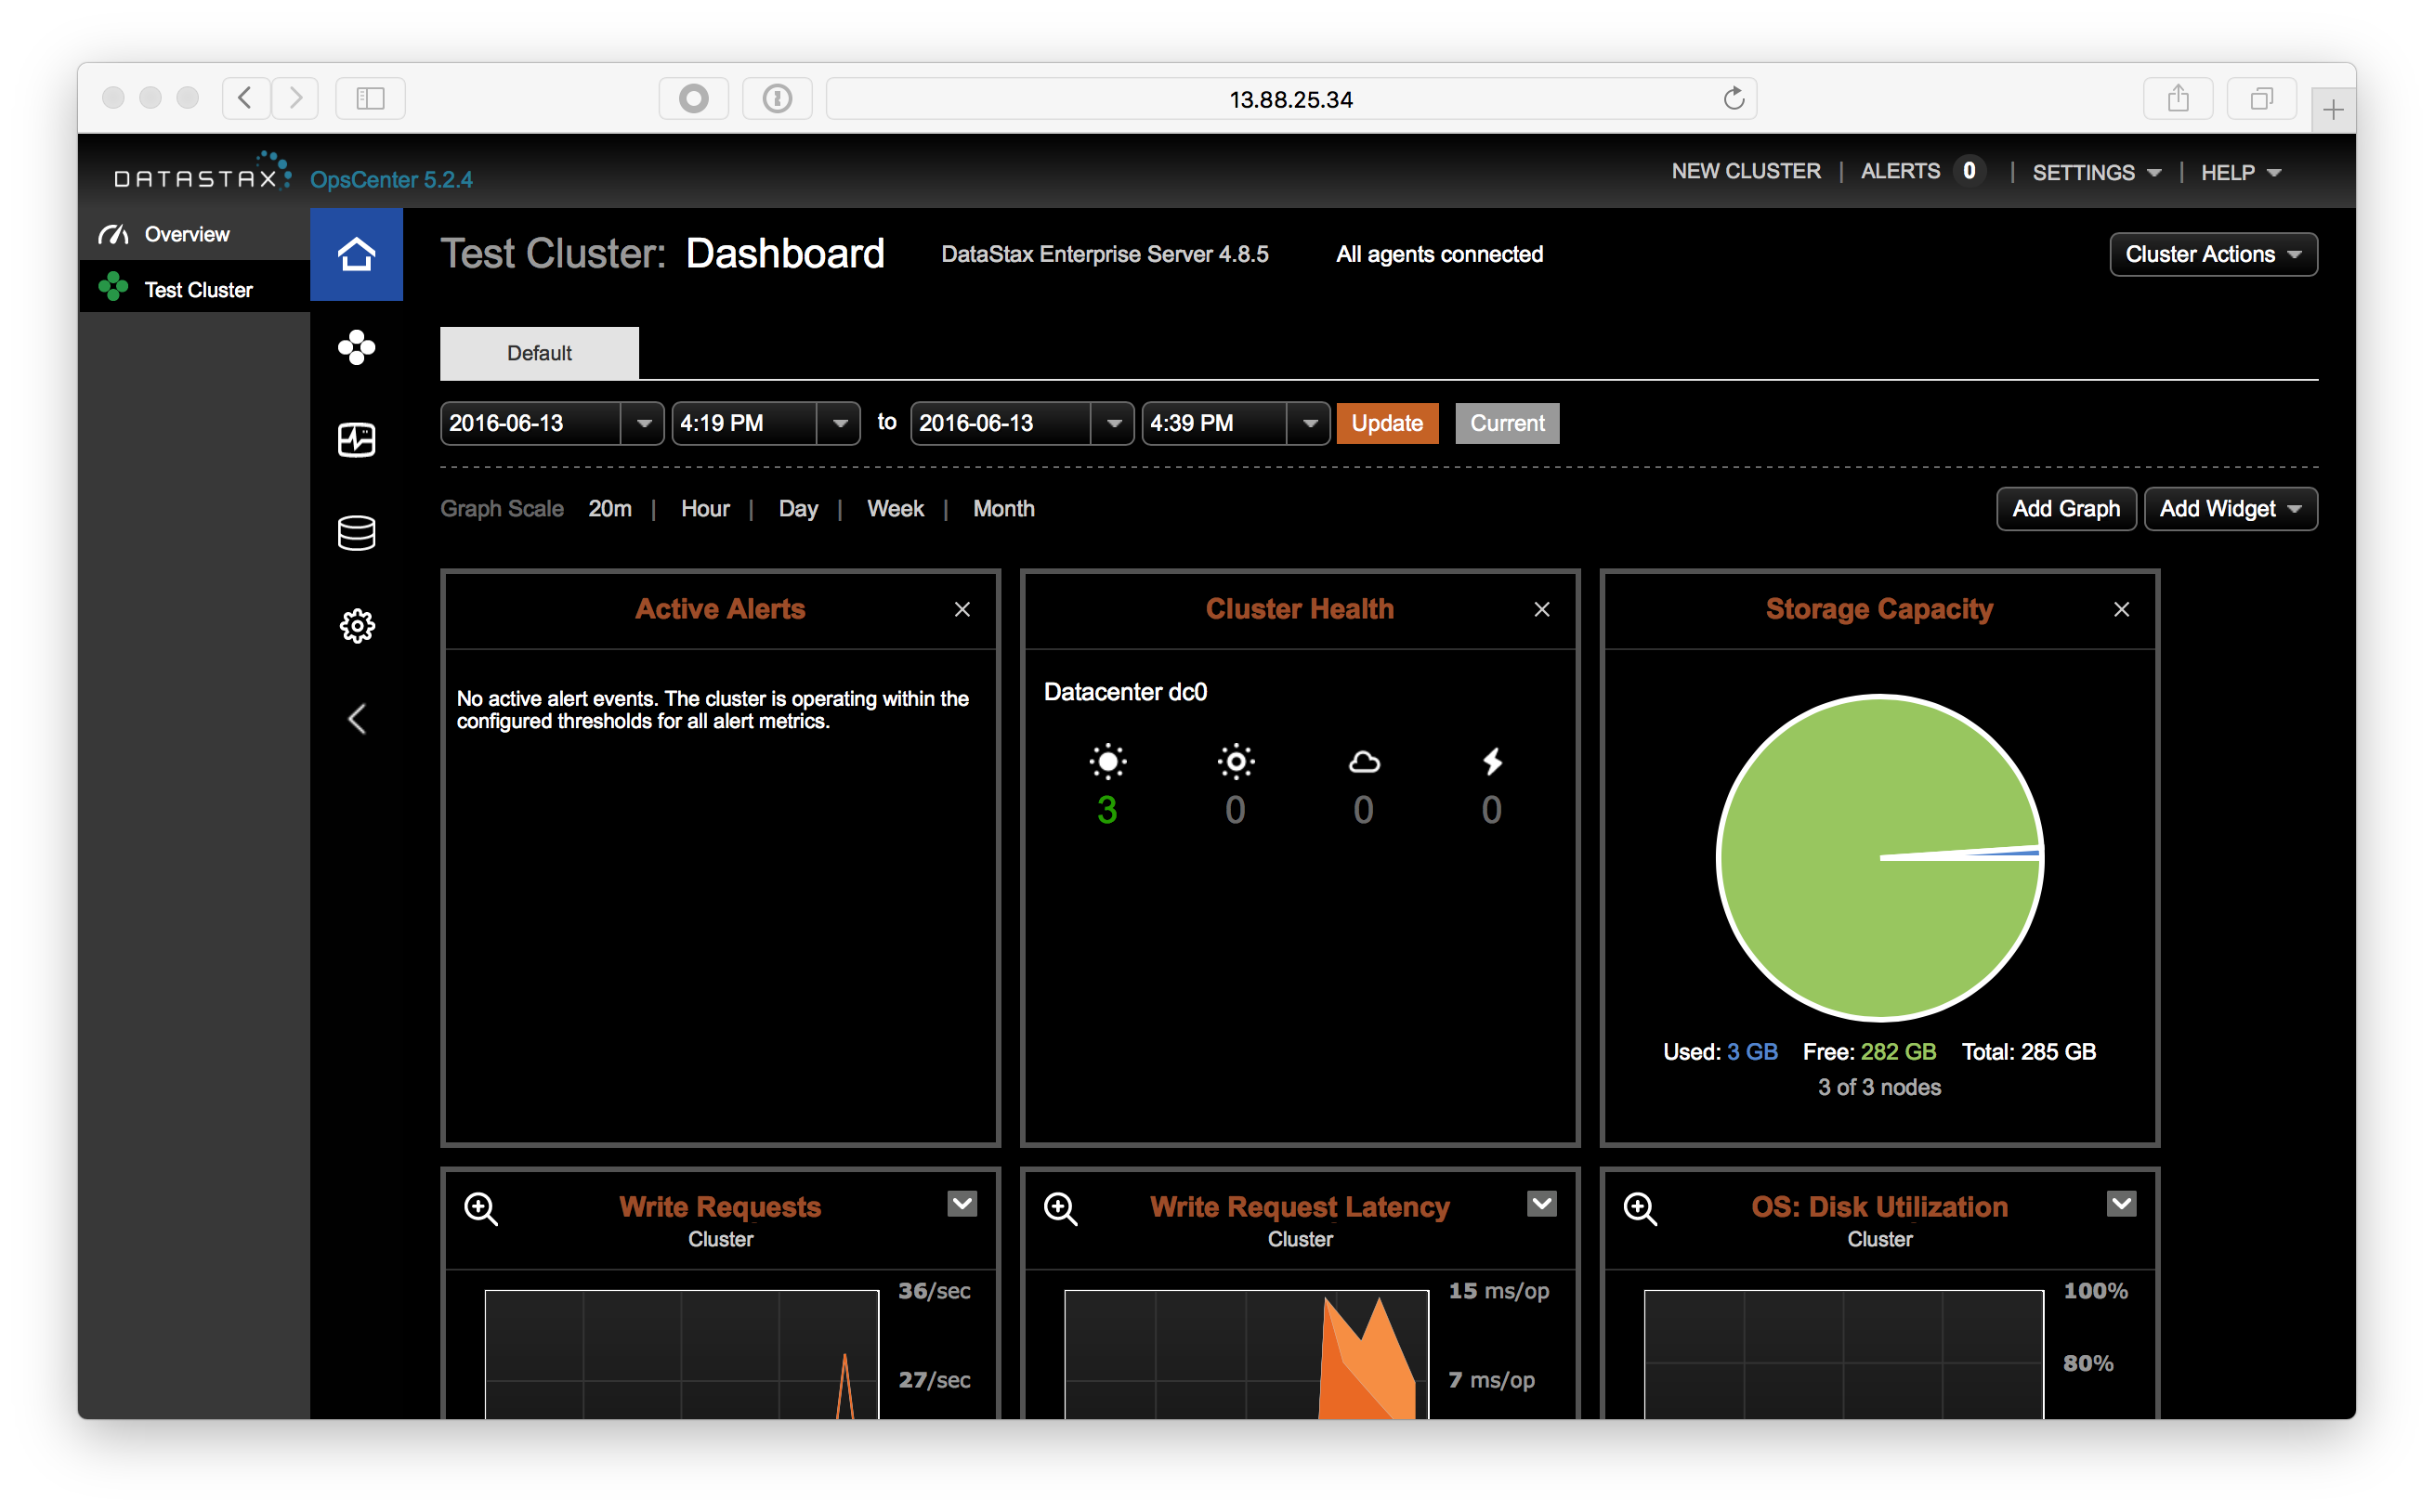 13.88.25.34
DATASTAX OpsCenter 5.2.4
NEW CLUSTER | ALERTS 0 | SETTINGS | HELP
Overview
Test Cluster
Test Cluster: Dashboard DataStax Enterprise Server 4.8.5 All agents connected Cluster Actions
Default
2016-06-13 4:19 PM to 2016-06-13 4:39 PM Update Current
Graph Scale 20m | Hour | Day | Week | Month Add Graph Add Widget
Active Alerts
No active alert events. The cluster is operating within the
configured thresholds for all alert metrics.
Cluster Health
Datacenter dc0
3 0 0 0
Storage Capacity
Used: 3 GB Free: 282 GB Total: 285 GB
3 of 3 nodes
Write Requests
Cluster
36/sec
27/sec
Write Request Latency
Cluster
15 ms/op
7 ms/op
OS: Disk Utilization
Cluster
100%
80%